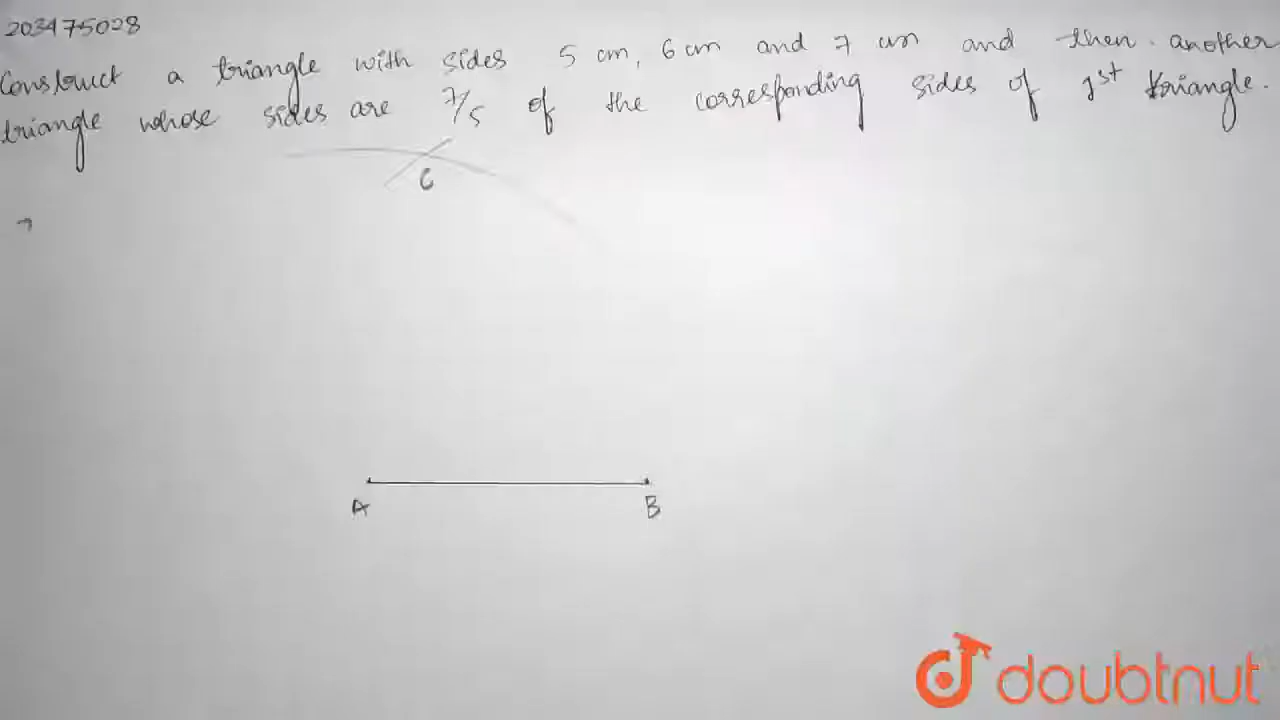 203475028
Construct a triangle with sides 5 cm, 6 cm and 7 cm and then another
triangle whose sides are 7/5 of the corresponding sides of 1st triangle.
C
A B
doubtnut